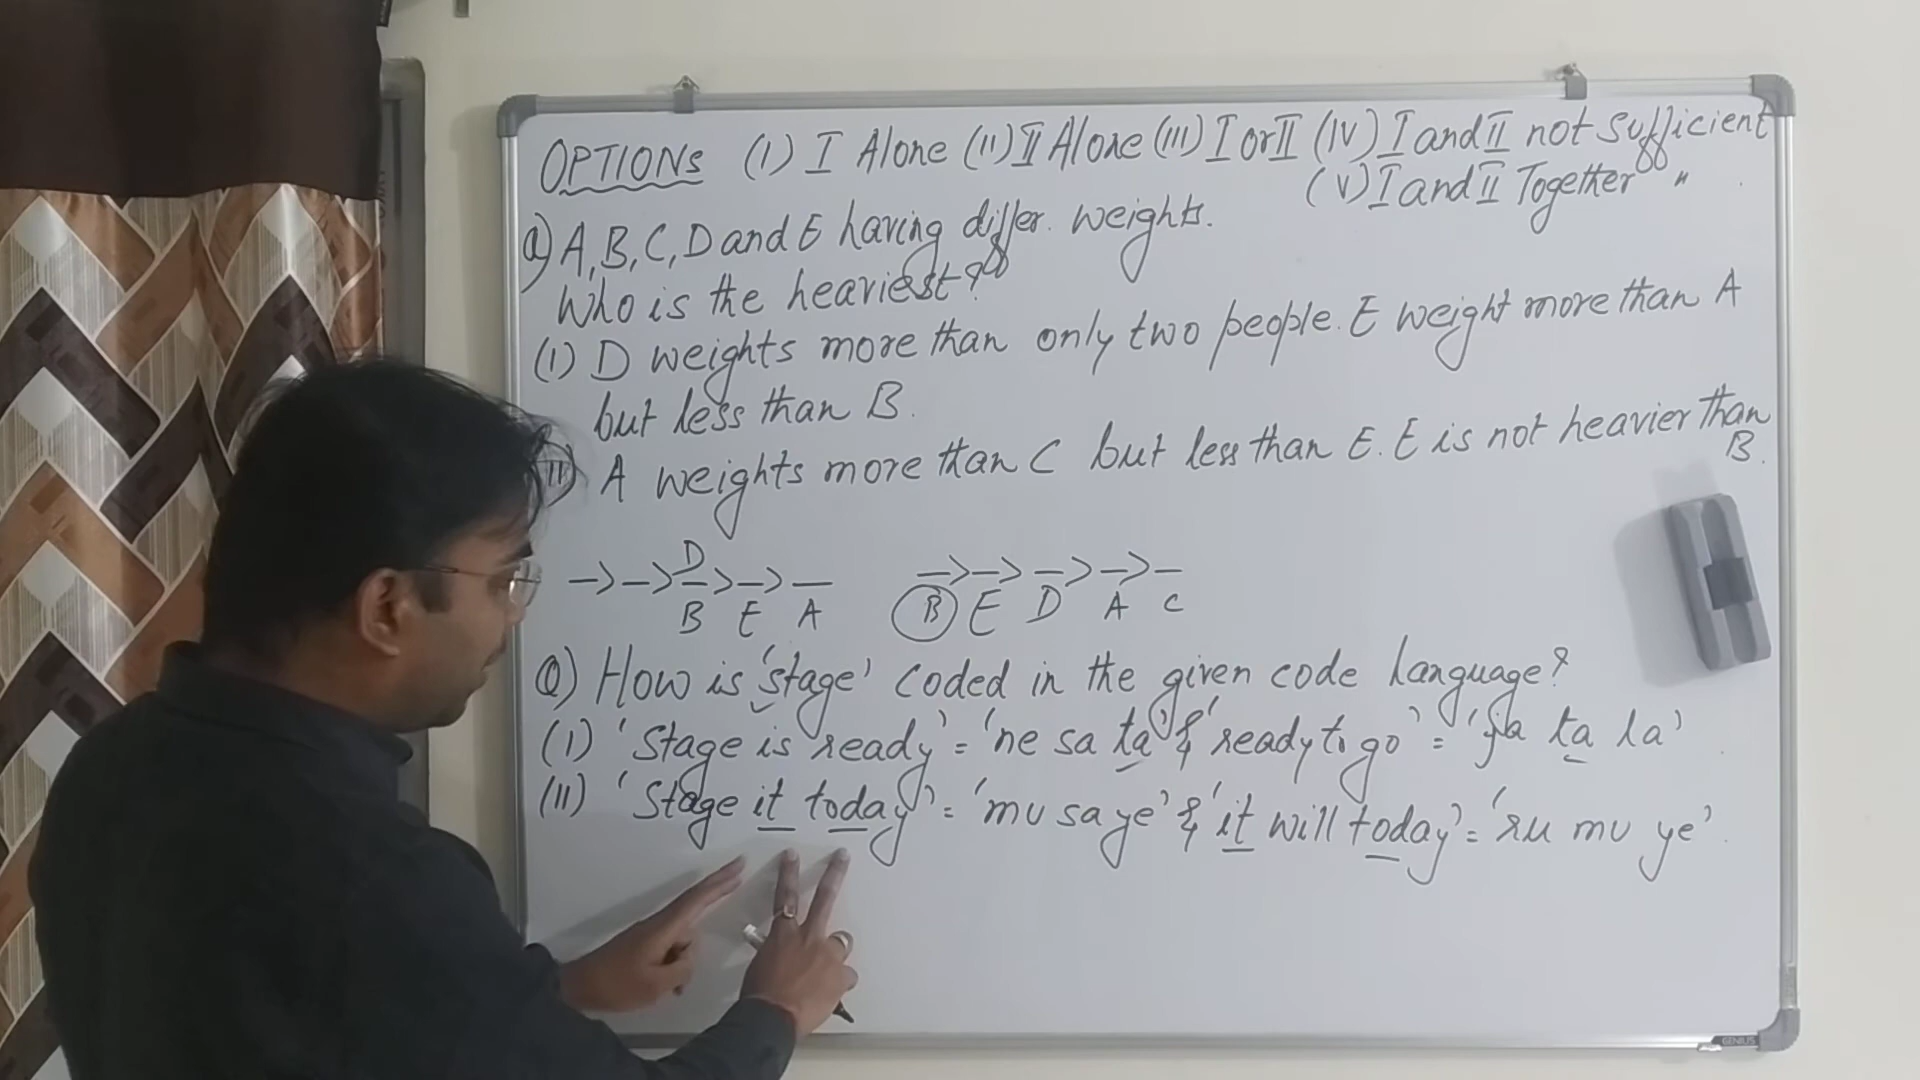 OPTIONS (I) I Alone (II) II Alone (III) I or II (IV) I and II not sufficient
(V) I and II Together "
Q) A, B, C, D and E having differ. weights.
Who is the heaviest?
(I) D weights more than only two people. E weight more than A
but less than B.
II) A weights more than C but less than E. E is not heavier than
B.
_>_>_>_>_ _>_>_>_>_
D
B E A B E D A C
Q) How is 'stage' coded in the given code language?
(I) 'Stage is ready' = 'ne sa ta' & 'ready to go' = 'ja ta la'
(II) 'Stage it today' = 'mu sa ye' & 'it will today' = 'ru mu ye'.
GENIUS